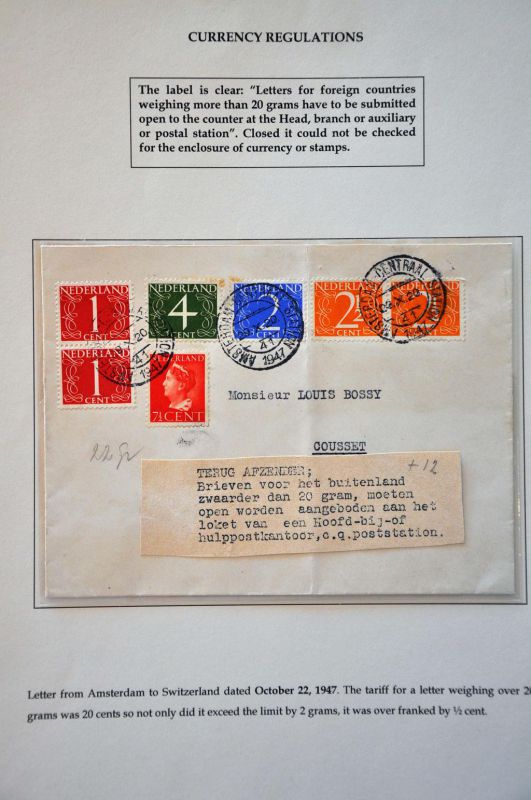 CURRENCY REGULATIONS
The label is clear: "Letters for foreign countries
weighing more than 20 grams have to be submitted
open to the counter at the Head, branch or auxiliary
or postal station". Closed it could not be checked
for the enclosure of currency or stamps.
NEDERLAND
1
CENT
NEDERLAND
4
CENT
NEDERLAND
2
CENT
NEDERLAND
2½
CENT
NEDERLAND
CENT
AMSTERDAM CENTRAAL STATION
1947
NEDERLAND
1
CENT
NEDERLAND
7½ CENT
Monsieur LOUIS BOSSY
COUSSET
22 gr
+ 12
TERUG AFZENDER;
Brieven voor het buitenland
zwaarder dan 20 gram, moeten
open worden aangeboden aan het
loket van een Hoofd-bij-of
hulppostkantoor,c.q.poststation.
Letter from Amsterdam to Switzerland dated October 22, 1947. The tariff for a letter weighing over
grams was 20 cents so not only did it exceed the limit by 2 grams, it was over franked by ½ cent.